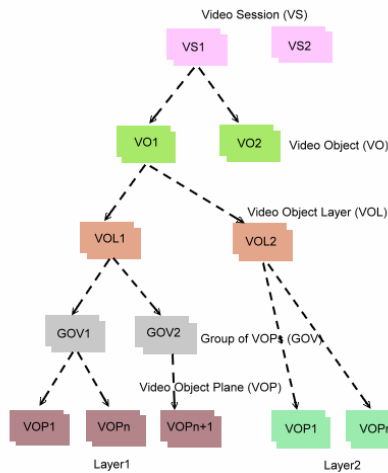 Video Session (VS)
VS1
VS2
VO1
VO2
Video Object (VO)
Video Object Layer (VOL)
VOL1
VOL2
GOV1
GOV2
Group of VOPs (GOV)
Video Object Plane (VOP)
VOP1
VOPn
VOPn+1
VOP1
VOPn
Layer1
Layer2